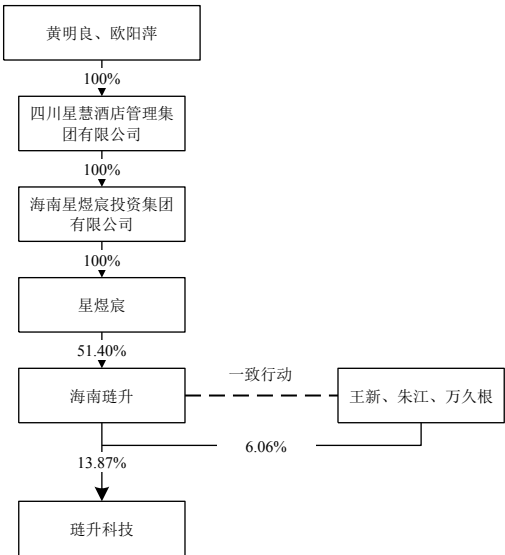 黄明良、欧阳萍
100%
四川星慧酒店管理集
团有限公司
100%
海南星煜宸投资集团
有限公司
100%
星煜宸
51.40%
一致行动
海南琏升
王新、朱江、万久根
6.06%
13.87%
琏升科技